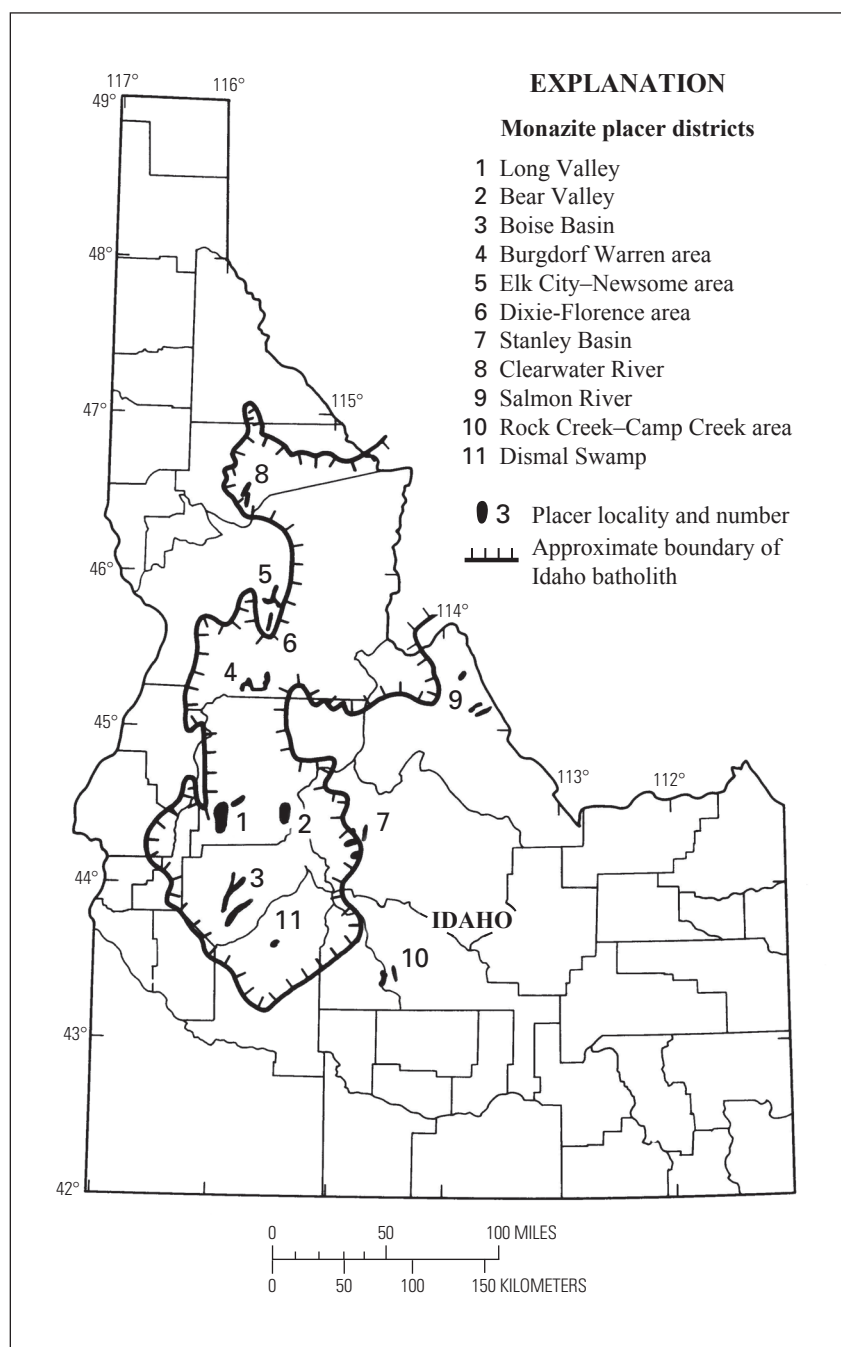 117°
116°
49°
EXPLANATION
Monazite placer districts
1 Long Valley
2 Bear Valley
3 Boise Basin
4 Burgdorf Warren area
5 Elk City–Newsome area
6 Dixie-Florence area
7 Stanley Basin
8 Clearwater River
9 Salmon River
10 Rock Creek–Camp Creek area
11 Dismal Swamp
3 Placer locality and number
Approximate boundary of
Idaho batholith
48°
47°
115°
8
46°
5
6
114°
4
9
45°
113°
112°
1
2
7
44°
3
11
IDAHO
10
43°
42°
0 50 100 MILES
0 50 100 150 KILOMETERS